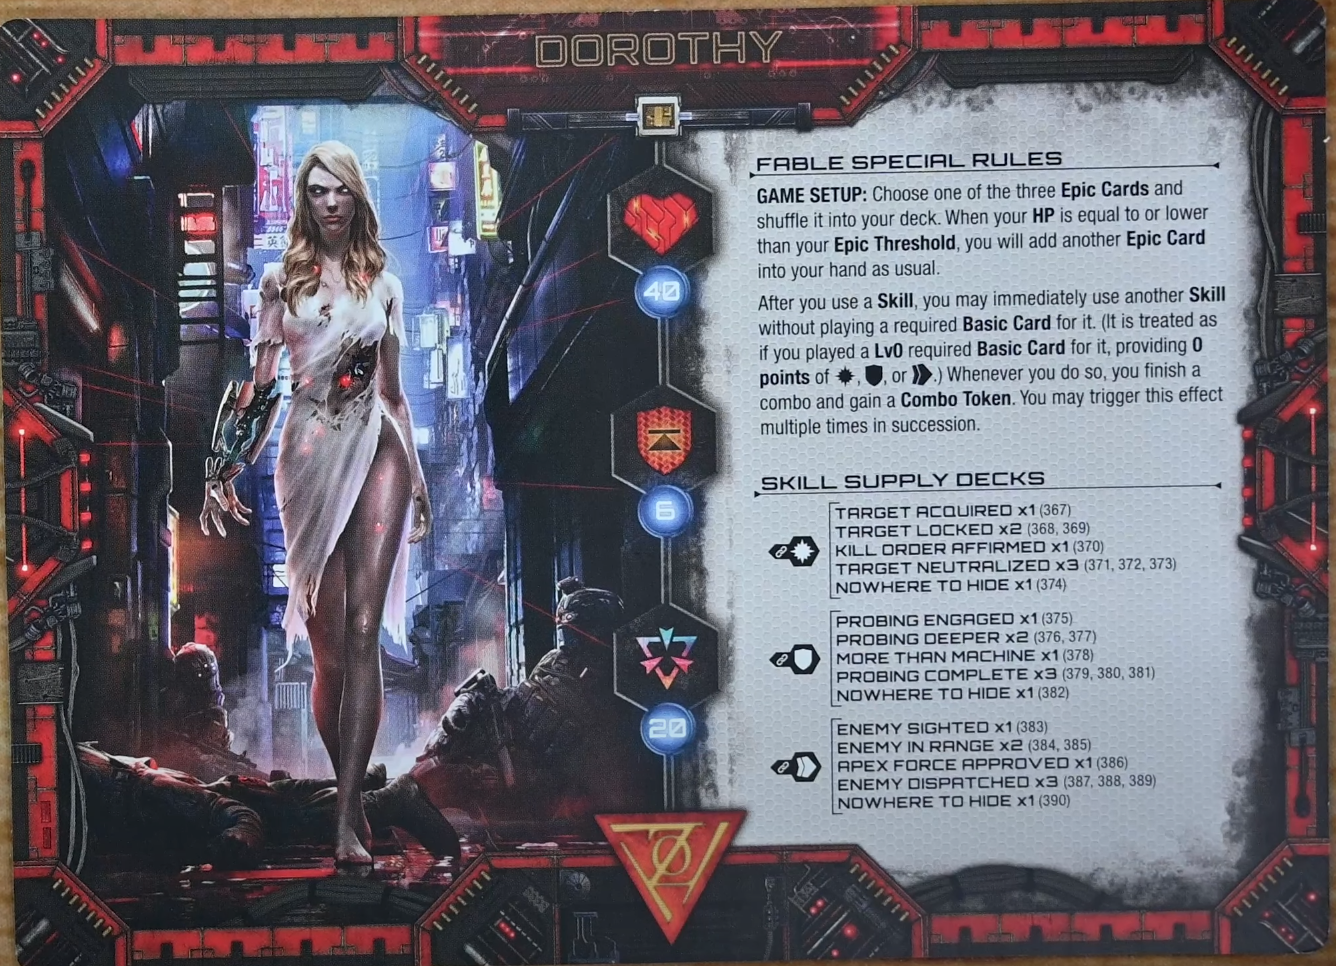 DOROTHY
FABLE SPECIAL RULES
GAME SETUP: Choose one of the three Epic Cards and
shuffle it into your deck. When your HP is equal to or lower
than your Epic Threshold, you will add another Epic Card
into your hand as usual.
After you use a Skill, you may immediately use another Skill
without playing a required Basic Card for it. (It is treated as
if you played a Lv0 required Basic Card for it, providing 0
points of , , or .) Whenever you do so, you finish a
combo and gain a Combo Token. You may trigger this effect
multiple times in succession.
40
6
20
SKILL SUPPLY DECKS
TARGET ACQUIRED x1 (367)
TARGET LOCKED x2 (368, 369)
KILL ORDER AFFIRMED x1 (370)
TARGET NEUTRALIZED x3 (371, 372, 373)
NOWHERE TO HIDE x1 (374)
PROBING ENGAGED x1 (375)
PROBING DEEPER x2 (376, 377)
MORE THAN MACHINE x1 (378)
PROBING COMPLETE x3 (379, 380, 381)
NOWHERE TO HIDE x1 (382)
ENEMY SIGHTED x1 (383)
ENEMY IN RANGE x2 (384, 385)
APEX FORCE APPROVED x1 (386)
ENEMY DISPATCHED x3 (387, 388, 389)
NOWHERE TO HIDE x1 (390)